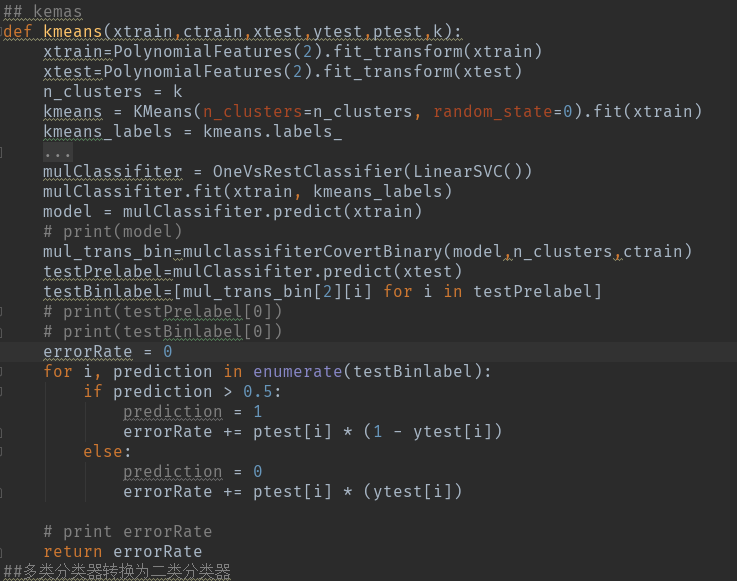 ## kemas
def kmeans(xtrain,ctrain,xtest,ytest,ptest,k):
    xtrain=PolynomialFeatures(2).fit_transform(xtrain)
    xtest=PolynomialFeatures(2).fit_transform(xtest)
    n_clusters = k
    kmeans = KMeans(n_clusters=n_clusters, random_state=0).fit(xtrain)
    kmeans_labels = kmeans.labels_
    ...
    mulClassifiter = OneVsRestClassifier(LinearSVC())
    mulClassifiter.fit(xtrain, kmeans_labels)
    model = mulClassifiter.predict(xtrain)
    # print(model)
    mul_trans_bin=mulclassifiterCovertBinary(model,n_clusters,ctrain)
    testPrelabel=mulClassifiter.predict(xtest)
    testBinlabel=[mul_trans_bin[2][i] for i in testPrelabel]
    # print(testPrelabel[0])
    # print(testBinlabel[0])
    errorRate = 0
    for i, prediction in enumerate(testBinlabel):
        if prediction > 0.5:
            prediction = 1
            errorRate += ptest[i] * (1 - ytest[i])
        else:
            prediction = 0
            errorRate += ptest[i] * (ytest[i])
    # print errorRate
    return errorRate
##多类分类器转换为二类分类器